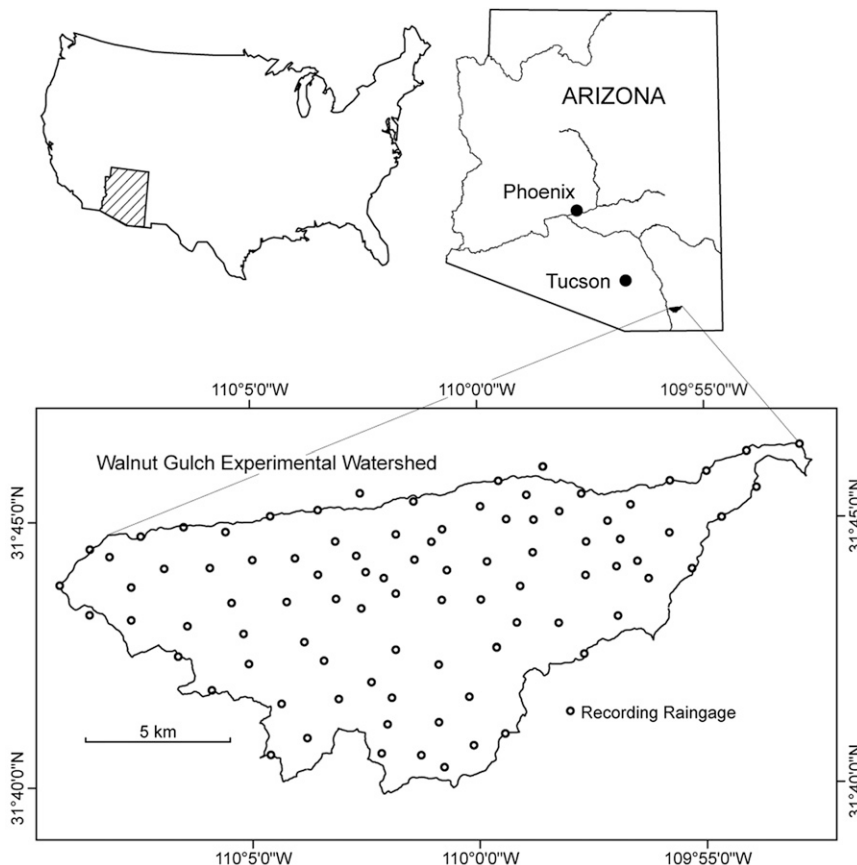 ARIZONA
Phoenix
Tucson
110°5'0"W
110°0'0"W
109°55'0"W
Walnut Gulch Experimental Watershed
31°45'0"N
31°45'0"N
Recording Raingage
5 km
31°40'0"N
31°40'0"N
110°5'0"W
110°0'0"W
109°55'0"W